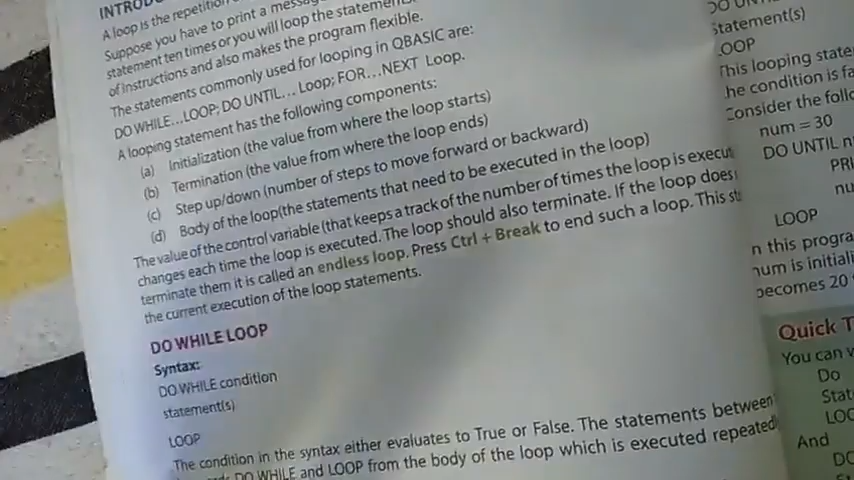 INTRO
A loop is the repetition of
Suppose you have to print a messag
statement ten times or you will loop the statemen
of instructions and also makes the program flexible.
The statements commonly used for looping in QBASIC are:
DO WHILE...LOOP; DO UNTIL... Loop; FOR...NEXT Loop.
A looping statement has the following components:
(a) Initialization (the value from where the loop starts)
(b) Termination (the value from where the loop ends)
(c) Step up/down (number of steps to move forward or backward)
(d) Body of the loop(the statements that need to be executed in the loop)
The value of the control variable (that keeps a track of the number of times the loop is execu
changes each time the loop is executed. The loop should also terminate. If the loop does
terminate them it is called an endless loop. Press Ctrl + Break to end such a loop. This st
the current execution of the loop statements.
DO WHILE LOOP
Syntax:
DO WHILE condition
statement(s)
LOOP
The condition in the syntax either evaluates to True or False. The statements between
DO WHILE and LOOP from the body of the loop which is executed repeated
Statement(s)
LOOP
This looping state
he condition is fa
Consider the follo
num = 30
DO UNTIL n
PRI
nu
LOOP
n this progra
num is initiali
becomes 20
Quick T
You can v
Do
State
LOO
And
DO